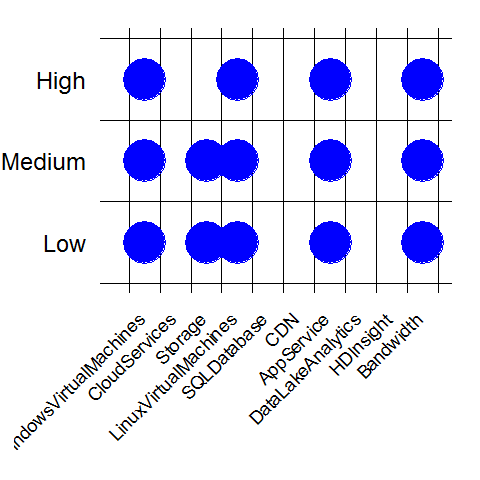 High
Medium
Low
ndowsVirtualMachines
CloudServices
Storage
LinuxVirtualMachines
SQLDatabase
CDN
AppService
DataLakeAnalytics
HDInsight
Bandwidth